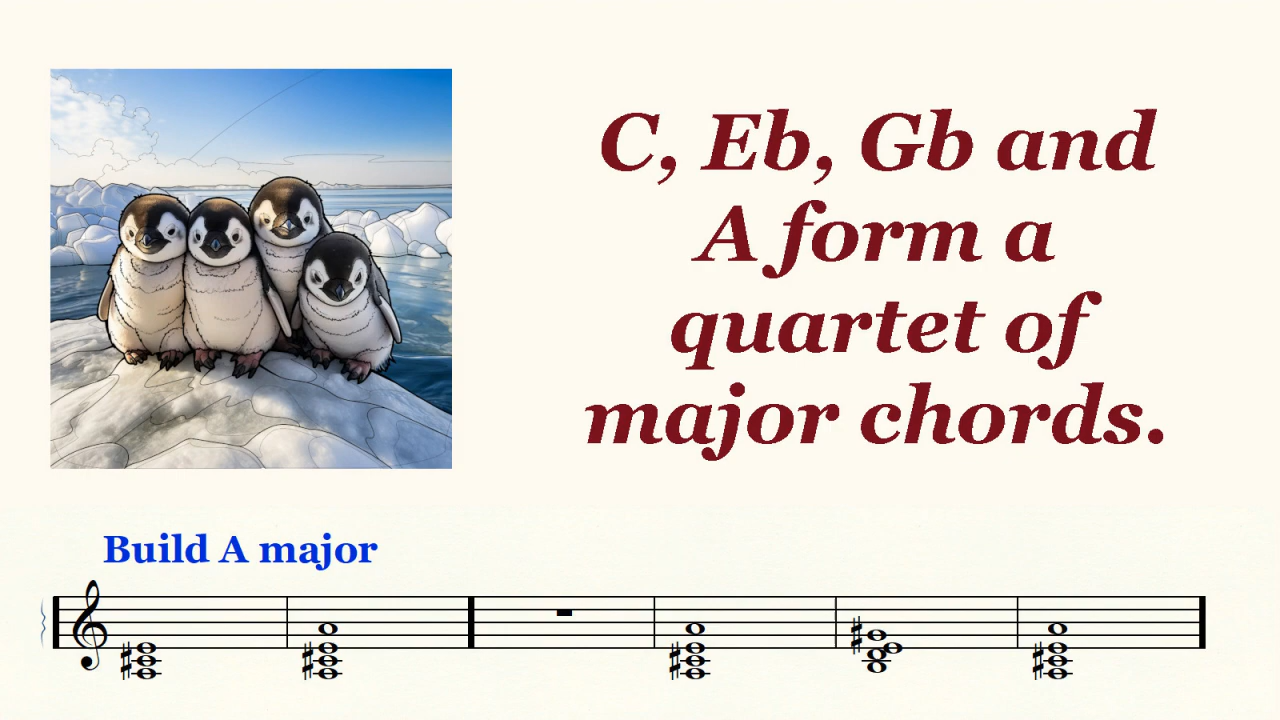 C, Eb, Gb and
A form a
quartet of
major chords.
Build A major